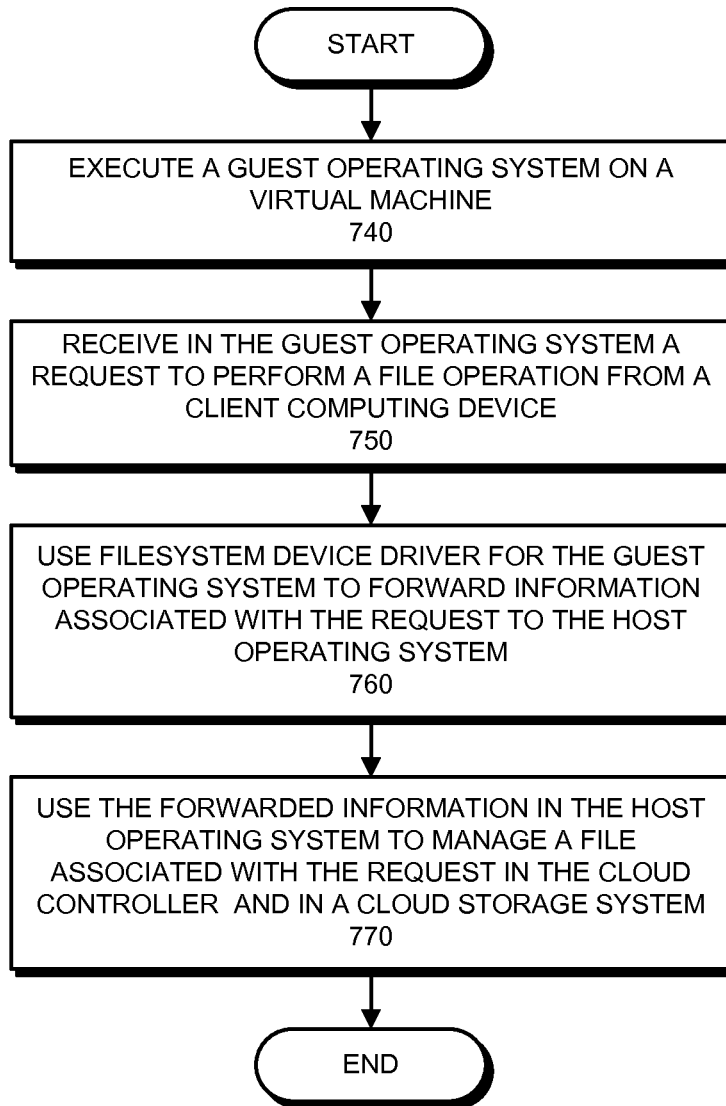 START
EXECUTE A GUEST OPERATING SYSTEM ON A
VIRTUAL MACHINE
740
RECEIVE IN THE GUEST OPERATING SYSTEM A
REQUEST TO PERFORM A FILE OPERATION FROM A
CLIENT COMPUTING DEVICE
750
USE FILESYSTEM DEVICE DRIVER FOR THE GUEST
OPERATING SYSTEM TO FORWARD INFORMATION
ASSOCIATED WITH THE REQUEST TO THE HOST
OPERATING SYSTEM
760
USE THE FORWARDED INFORMATION IN THE HOST
OPERATING SYSTEM TO MANAGE A FILE
ASSOCIATED WITH THE REQUEST IN THE CLOUD
CONTROLLER AND IN A CLOUD STORAGE SYSTEM
770
END